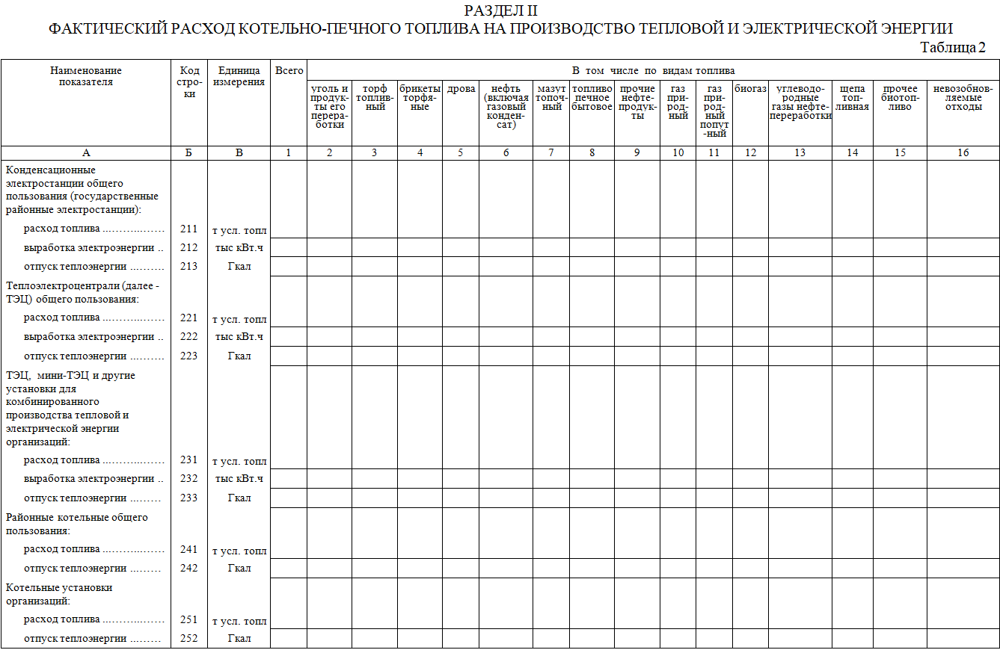 РАЗДЕЛ II
ФАКТИЧЕСКИЙ РАСХОД КОТЕЛЬНО-ПЕЧНОГО ТОПЛИВА НА ПРОИЗВОДСТВО ТЕПЛОВОЙ И ЭЛЕКТРИЧЕСКОЙ ЭНЕРГИИ
Таблица 2
Наименование
показателя
Код
стро-
ки
Единица
измерения
Всего
В том числе по видам топлива
уголь и
продук-
ты его
перера-
ботки
торф
топлив-
ный
брикеты
торфя-
ные
дрова
нефть
(включая
газовый
конден-
сат)
мазут
топоч-
ный
топливо
печное
бытовое
прочие
нефте-
продук-
ты
газ
при-
род-
ный
газ
при-
род-
ный
попут
-ный
биогаз
углеводо-
родные
газы нефте-
переработки
щепа
топ-
ливная
прочее
биотоп-
ливо
невозобнов-
ляемые
отходы
А Б В 1 2 3 4 5 6 7 8 9 10 11 12 13 14 15 16
Конденсационные
электростанции общего
пользования (государственные
районные электростанции):
расход топлива ..................... 211 т усл. топл
выработка электроэнергии .. 212 тыс кВт.ч
отпуск теплоэнергии ............ 213 Гкал
Теплоэлектроцентрали (далее -
ТЭЦ) общего пользования:
расход топлива ..................... 221 т усл. топл
выработка электроэнергии .. 222 тыс кВт.ч
отпуск теплоэнергии ............ 223 Гкал
ТЭЦ, мини-ТЭЦ и другие
установки для
комбинированного
производства тепловой и
электрической энергии
организаций:
расход топлива ..................... 231 т усл. топл
выработка электроэнергии .. 232 тыс кВт.ч
отпуск теплоэнергии ........... 233 Гкал
Районные котельные общего
пользования:
расход топлива ..................... 241 т усл. топл
отпуск теплоэнергии ........... 242 Гкал
Котельные установки
организаций:
расход топлива ..................... 251 т усл. топл
отпуск теплоэнергии ........... 252 Гкал